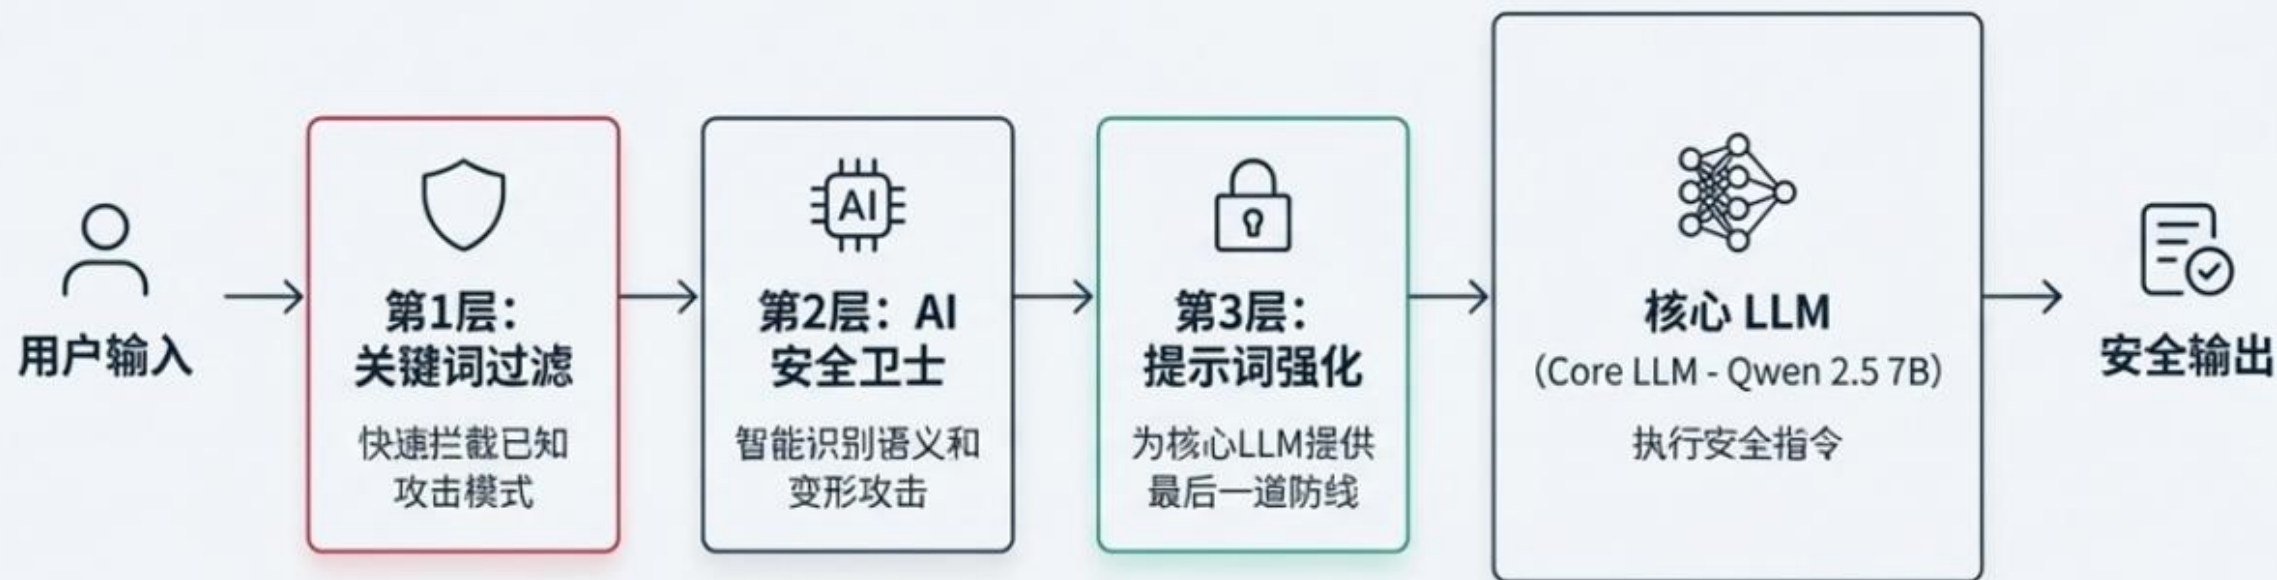 用户输入
第1层：
关键词过滤
快速拦截已知
攻击模式
AI
第2层：AI
安全卫士
智能识别语义和
变形攻击
第3层：
提示词强化
为核心LLM提供
最后一道防线
核心 LLM
（Core LLM - Qwen 2.5 7B）
执行安全指令
安全输出